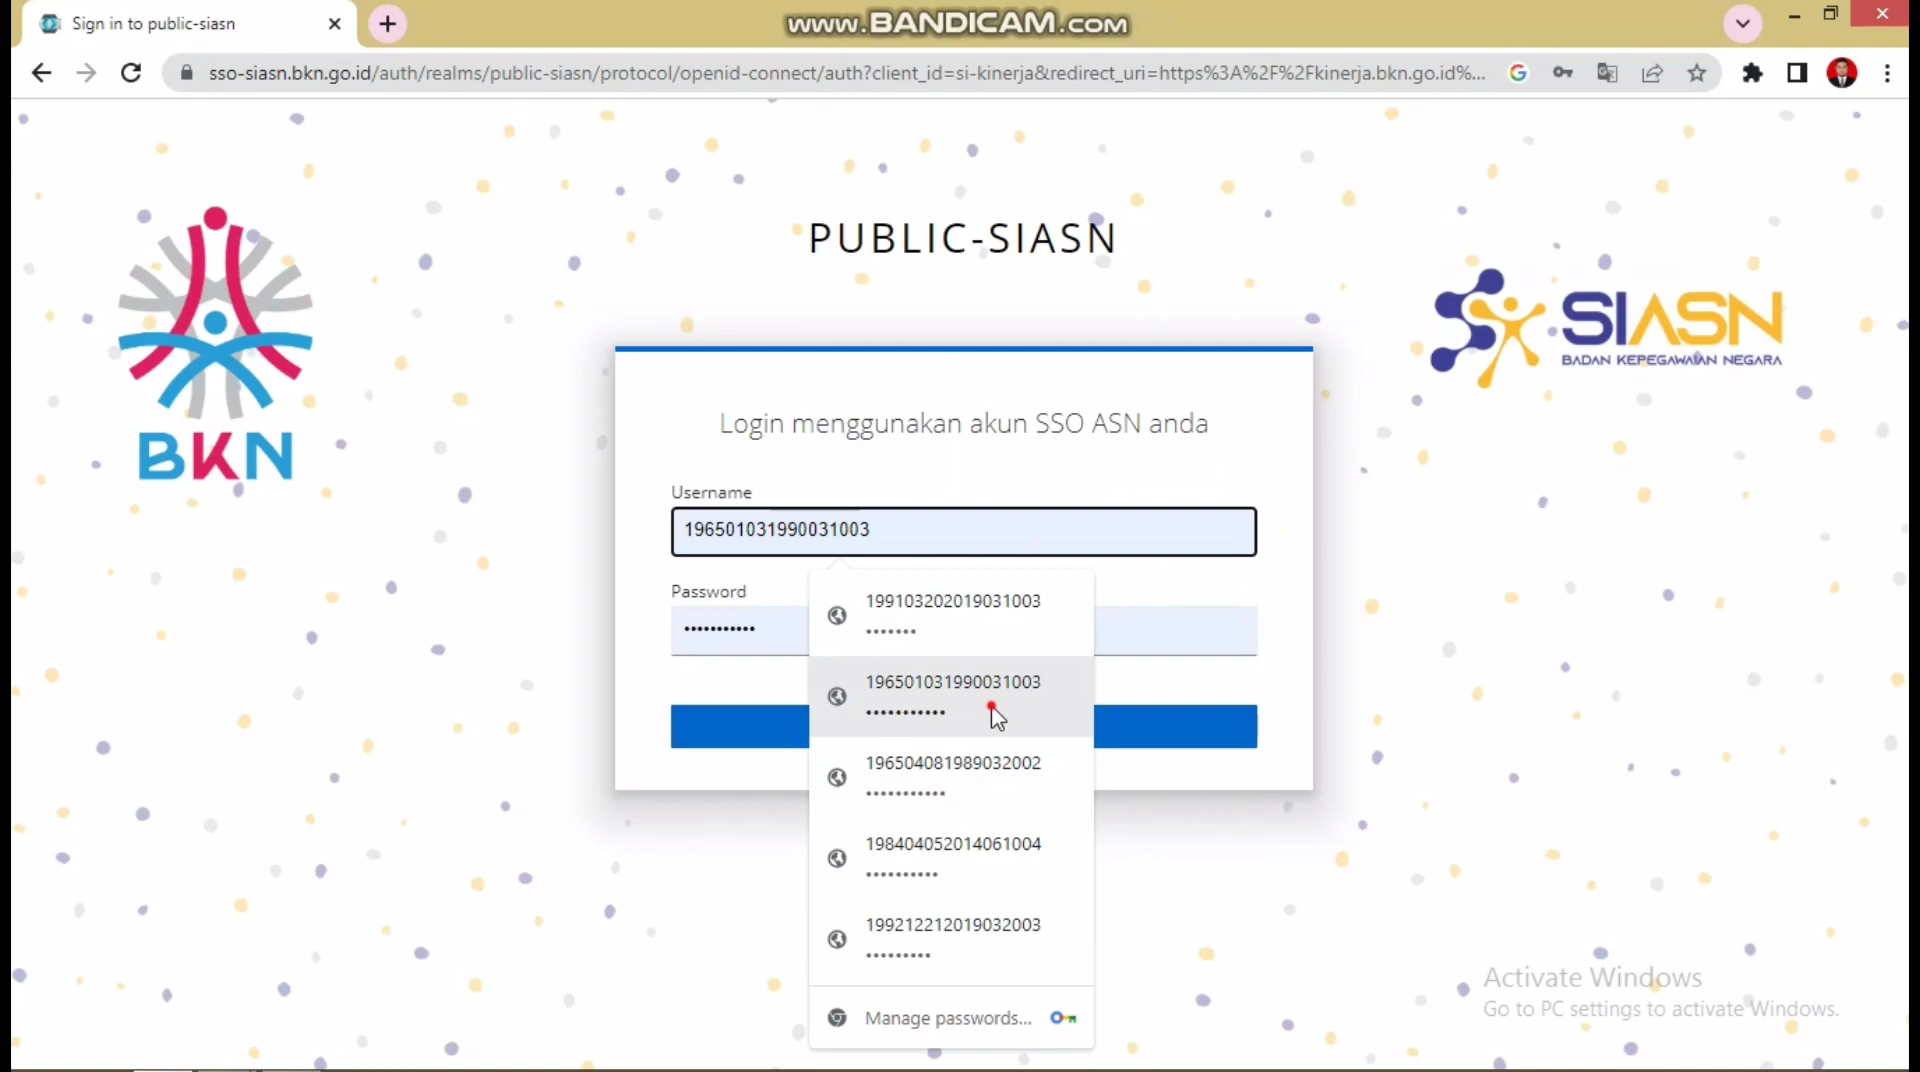 Sign in to public-siasn
www.BANDICAM.com
sso-siasn.bkn.go.id/auth/realms/public-siasn/protocol/openid-connect/auth?client_id=si-kinerja&redirect_uri=https%3A%2F%2Fkinerja.bkn.go.id%...
PUBLIC-SIASN
BKN
SIASN
BADAN KEPEGAWAIAN NEGARA
Login menggunakan akun SSO ASN anda
Username
196501031990031003
Password
•••••••••••
199103202019031003
•••••••
196501031990031003
•••••••••••
196504081989032002
•••••••••••
198404052014061004
••••••••••
199212212019032003
•••••••••
Manage passwords...
Activate Windows
Go to PC settings to activate Windows.